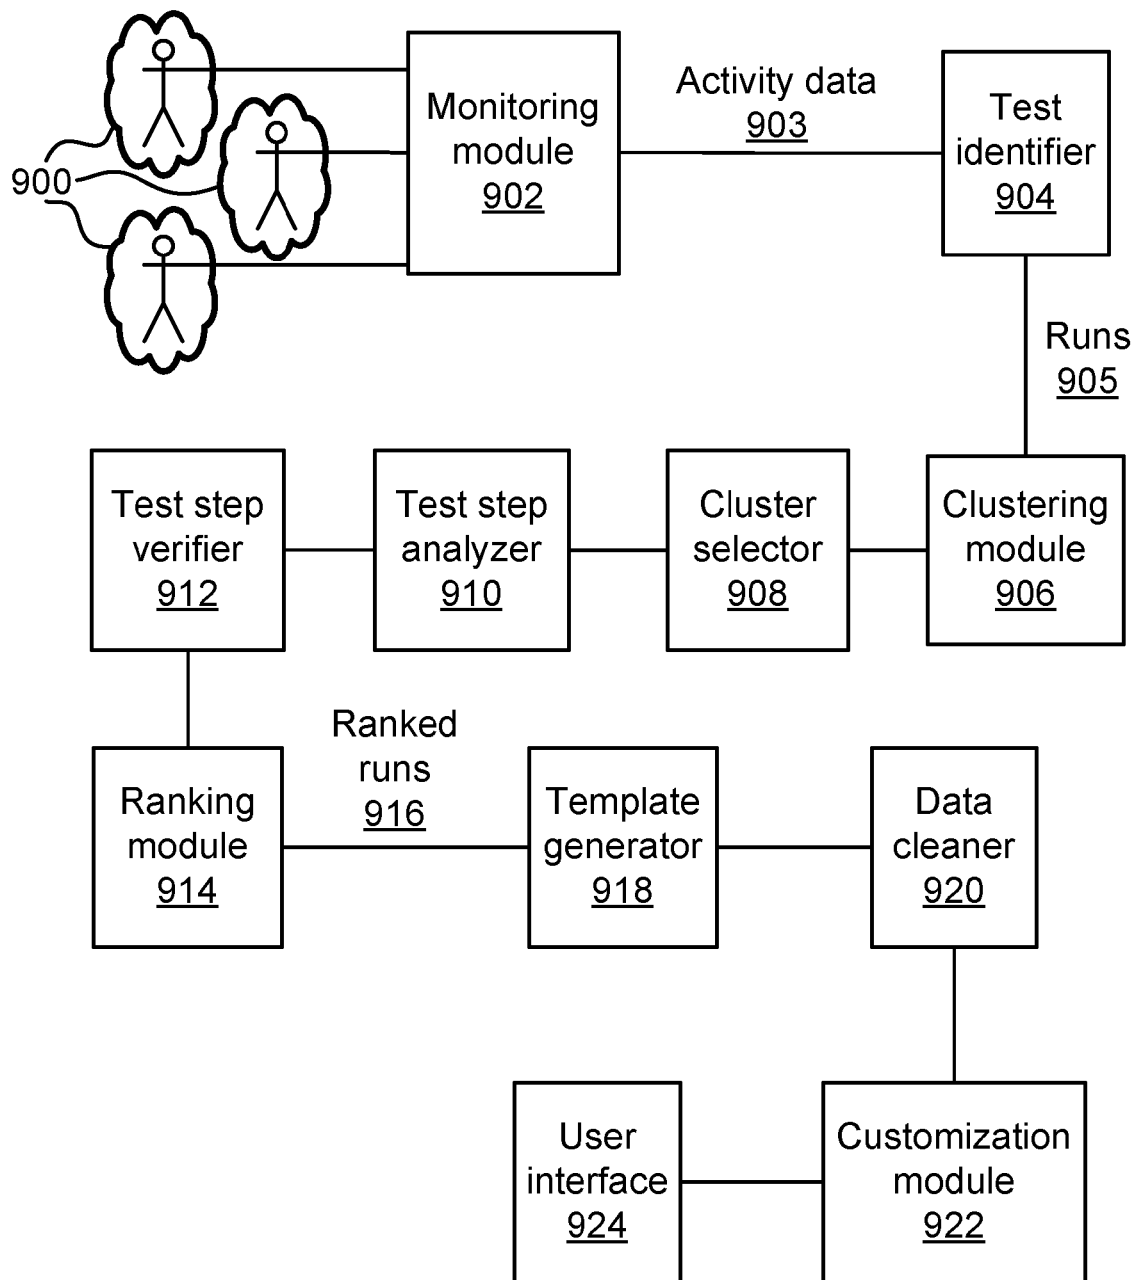 900
Monitoring
module
902
Activity data
903
Test
identifier
904
Runs
905
Test step
verifier
912
Test step
analyzer
910
Cluster
selector
908
Clustering
module
906
Ranking
module
914
Ranked
runs
916
Template
generator
918
Data
cleaner
920
User
interface
924
Customization
module
922